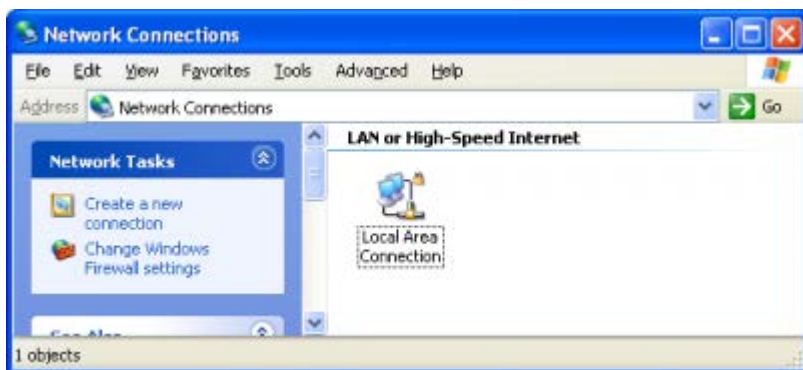 Network Connections
File Edit View Favorites Tools Advanced Help
Address Network Connections Go
Network Tasks
Create a new
connection
Change Windows
Firewall settings
LAN or High-Speed Internet
Local Area
Connection
1 objects